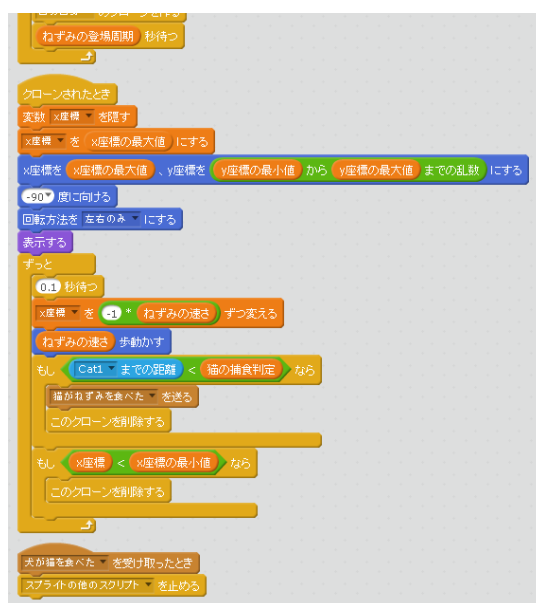 ねずみの登場周期 秒待つ
クローンされたとき
変数 x座標 を隠す
x座標 を x座標の最大値 にする
x座標を x座標の最大値 、y座標を y座標の最小値 から y座標の最大値 までの乱数 にする
-90 度に向ける
回転方法を 左右のみ にする
表示する
ずっと
0.1 秒待つ
x座標 を -1 * ねずみの速さ ずつ変える
ねずみの速さ 歩動かす
もし Cat1 までの距離 < 猫の捕食判定 なら
猫がねずみを食べた を送る
このクローンを削除する
もし x座標 < x座標の最小値 なら
このクローンを削除する
犬が猫を食べた を受け取ったとき
スプライトの他のスクリプト を止める